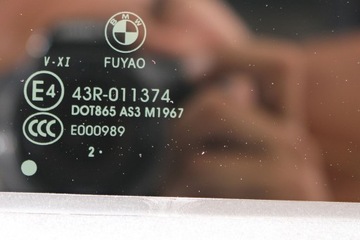 BMW
V-XI FUYAO
E4 43R-011374
DOT865 AS3 M1967
CCC E000989
2 •